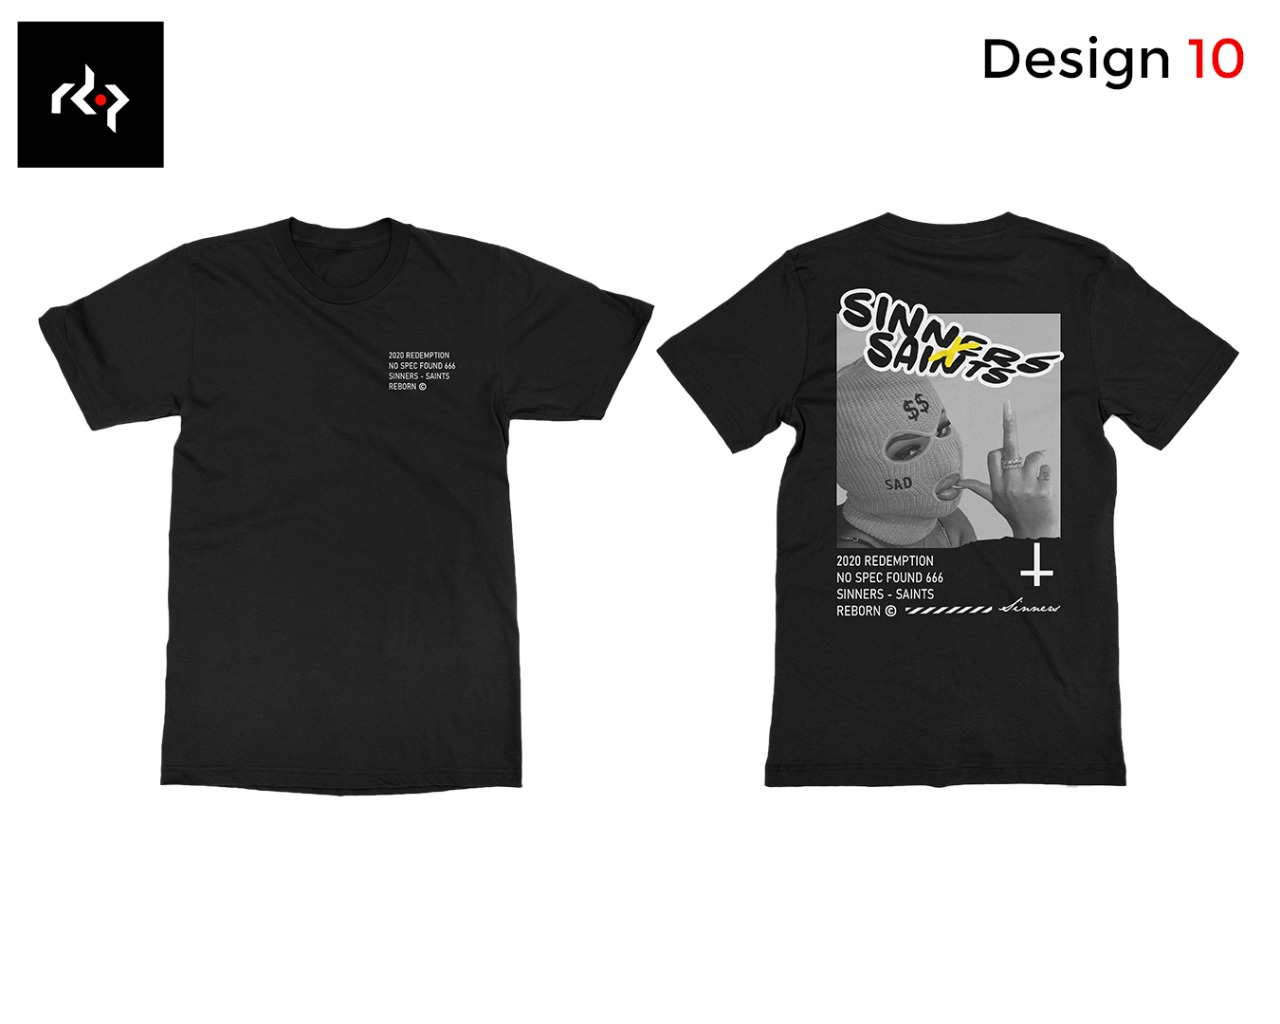 rdp
Design 10
2020 REDEMPTION
NO SPEC FOUND 666
SINNERS - SAINTS
REBORN ©
SINNERS
X
SAINTS
$$
SAD
2020 REDEMPTION
NO SPEC FOUND 666
SINNERS - SAINTS
REBORN ©
Sinners